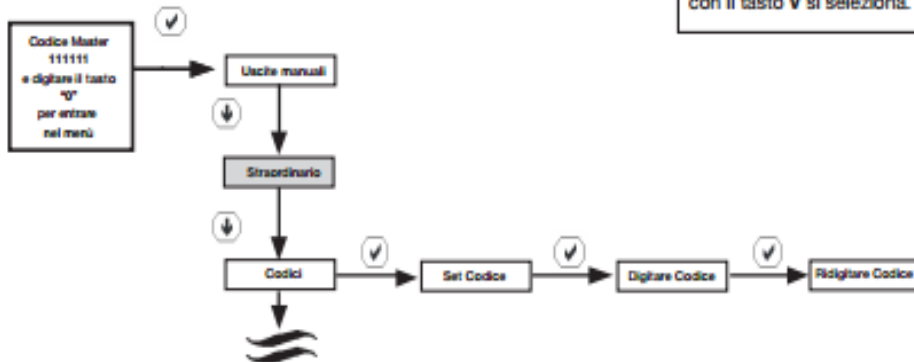 con il tasto V si seleziona.
Codice Master
111111
e digitare il tasto
"0"
per entrare
nel menù
Uscite manuali
Straordinario
Codici
Set Codice
Digitare Codice
Ridigitare Codice